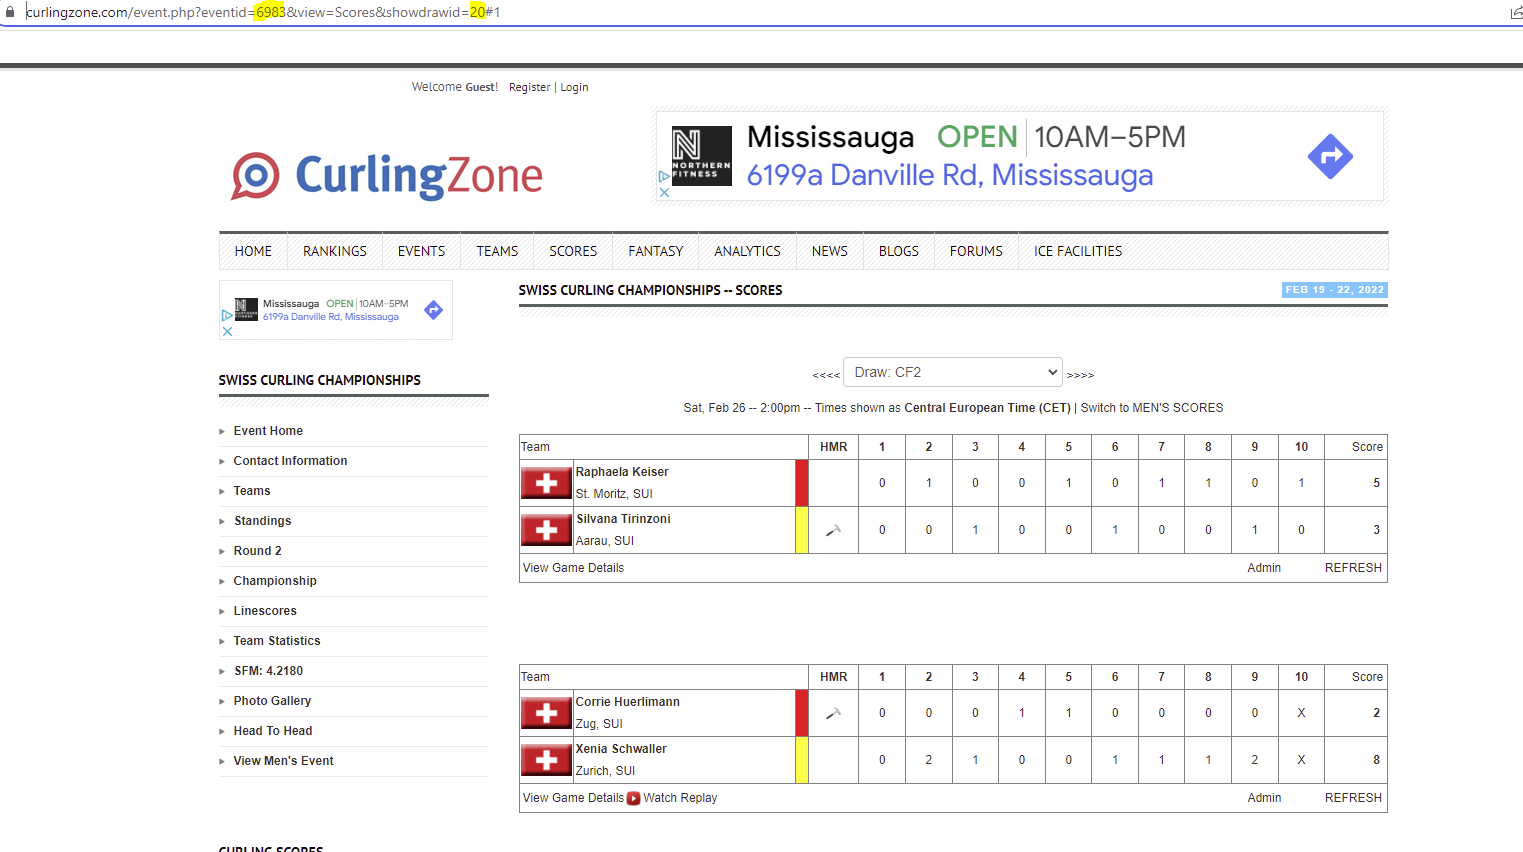 curlingzone.com/event.php?eventid=6983&view=Scores&showdrawid=20#1
Welcome Guest! Register | Login
N NORTHERN FITNESS
Mississauga OPEN 10AM–5PM
6199a Danville Rd, Mississauga
CurlingZone
HOME RANKINGS EVENTS TEAMS SCORES FANTASY ANALYTICS NEWS BLOGS FORUMS ICE FACILITIES
Mississauga OPEN 10AM–5PM
6199a Danville Rd, Mississauga
SWISS CURLING CHAMPIONSHIPS
Event Home
Contact Information
Teams
Standings
Round 2
Championship
Linescores
Team Statistics
SFM: 4.2180
Photo Gallery
Head To Head
View Men's Event
CURLING SCORES
SWISS CURLING CHAMPIONSHIPS -- SCORES FEB 19 - 22, 2022
<<<< Draw: CF2 >>>>
Sat, Feb 26 -- 2:00pm -- Times shown as Central European Time (CET) | Switch to MEN'S SCORES
Team HMR 1 2 3 4 5 6 7 8 9 10 Score
Raphaela Keiser
St. Moritz, SUI
0 1 0 0 1 0 1 1 0 1 5
Silvana Tirinzoni
Aarau, SUI
0 0 1 0 0 1 0 0 1 0 3
View Game Details Admin REFRESH
Team HMR 1 2 3 4 5 6 7 8 9 10 Score
Corrie Huerlimann
Zug, SUI
0 0 0 1 1 0 0 0 0 X 2
Xenia Schwaller
Zurich, SUI
0 2 1 0 0 1 1 1 2 X 8
View Game Details Watch Replay Admin REFRESH